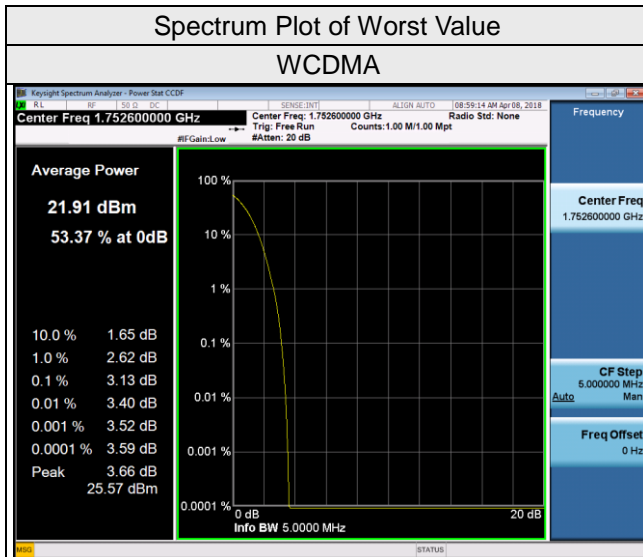 Spectrum Plot of Worst Value
WCDMA
Keysight Spectrum Analyzer - Power Stat CCDF
RL RF 50 Ω DC SENSE:INT ALIGN AUTO 08:59:14 AM Apr 08, 2018
Center Freq 1.752600000 GHz
Center Freq: 1.752600000 GHz Radio Std: None
Trig: Free Run Counts:1.00 M/1.00 Mpt
#IFGain:Low #Atten: 20 dB
Frequency
Average Power
21.91 dBm
53.37 % at 0dB
10.0 % 1.65 dB
1.0 % 2.62 dB
0.1 % 3.13 dB
0.01 % 3.40 dB
0.001 % 3.52 dB
0.0001 % 3.59 dB
Peak 3.66 dB
25.57 dBm
100 %
10 %
1 %
0.1 %
0.01 %
0.001 %
0.0001 %
0 dB 20 dB
Info BW 5.0000 MHz
Center Freq
1.752600000 GHz
CF Step
5.000000 MHz
Auto Man
Freq Offset
0 Hz
MSG STATUS